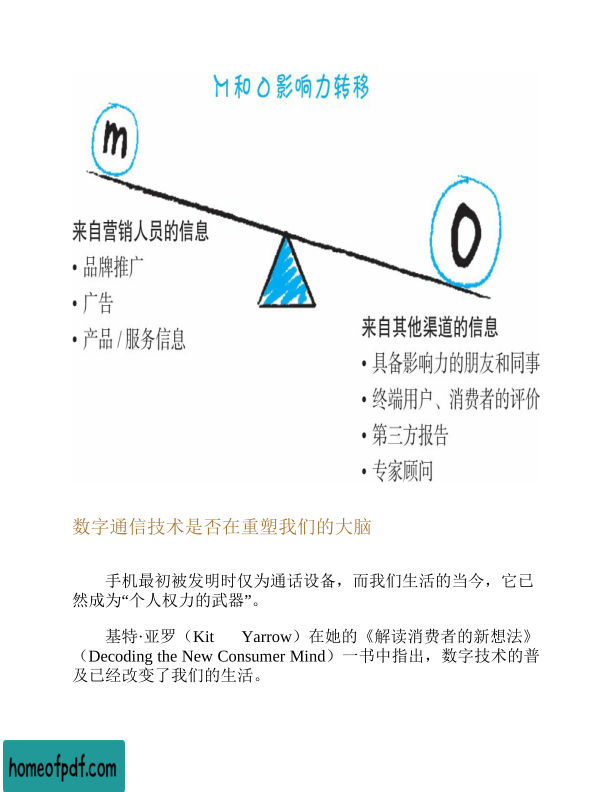 M和O影响力转移
m
O
来自营销人员的信息
• 品牌推广
• 广告
• 产品 / 服务信息
来自其他渠道的信息
• 具备影响力的朋友和同事
• 终端用户、消费者的评价
• 第三方报告
• 专家顾问
数字通信技术是否在重塑我们的大脑
手机最初被发明时仅为通话设备，而我们生活的当今，它已
然成为“个人权力的武器”。
基特·亚罗（Kit Yarrow）在她的《解读消费者的新想法》
（Decoding the New Consumer Mind）一书中指出，数字技术的普
及已经改变了我们的生活。
homeofpdf.com